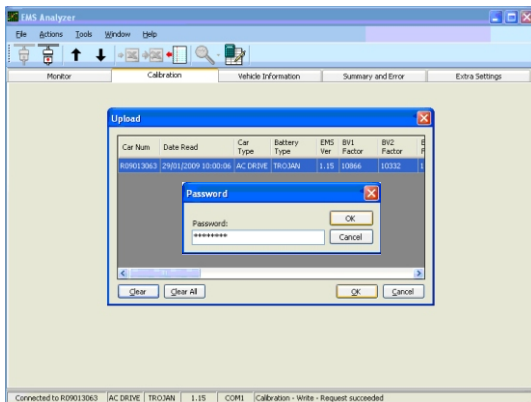 EMS Analyzer
File Actions Tools Window Help
Monitor Calibration Vehicle Information Summary and Error Extra Settings
Upload
Car Num Date Read Car Type Battery Type EMS Ver BV1 Factor BV2 Factor
R09013063 29/01/2009 10:00:06 AC DRIVE TROJAN 1.15 10866 10332 1
Password
Password:
********
OK
Cancel
Clear Clear All OK Cancel
Connected to R09013063 AC DRIVE TROJAN 1.15 COM1 Calibration - Write - Request succeeded